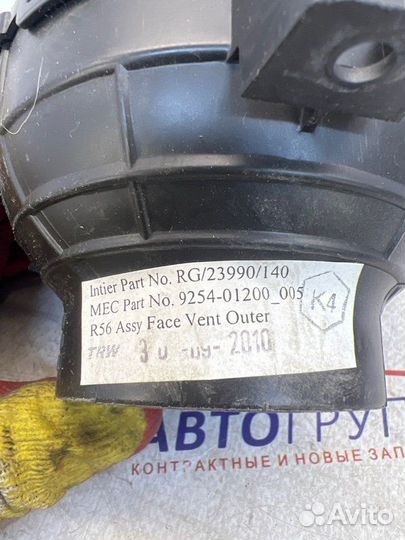 Intier Part No. RG/23990/140
MEC Part No. 9254-01200_005
K4
R56 Assy Face Vent Outer
TRW 30 -09- 2010
АВТОГРУП
КОНТРАКТНЫЕ И НОВЫЕ ЗАП
Avito